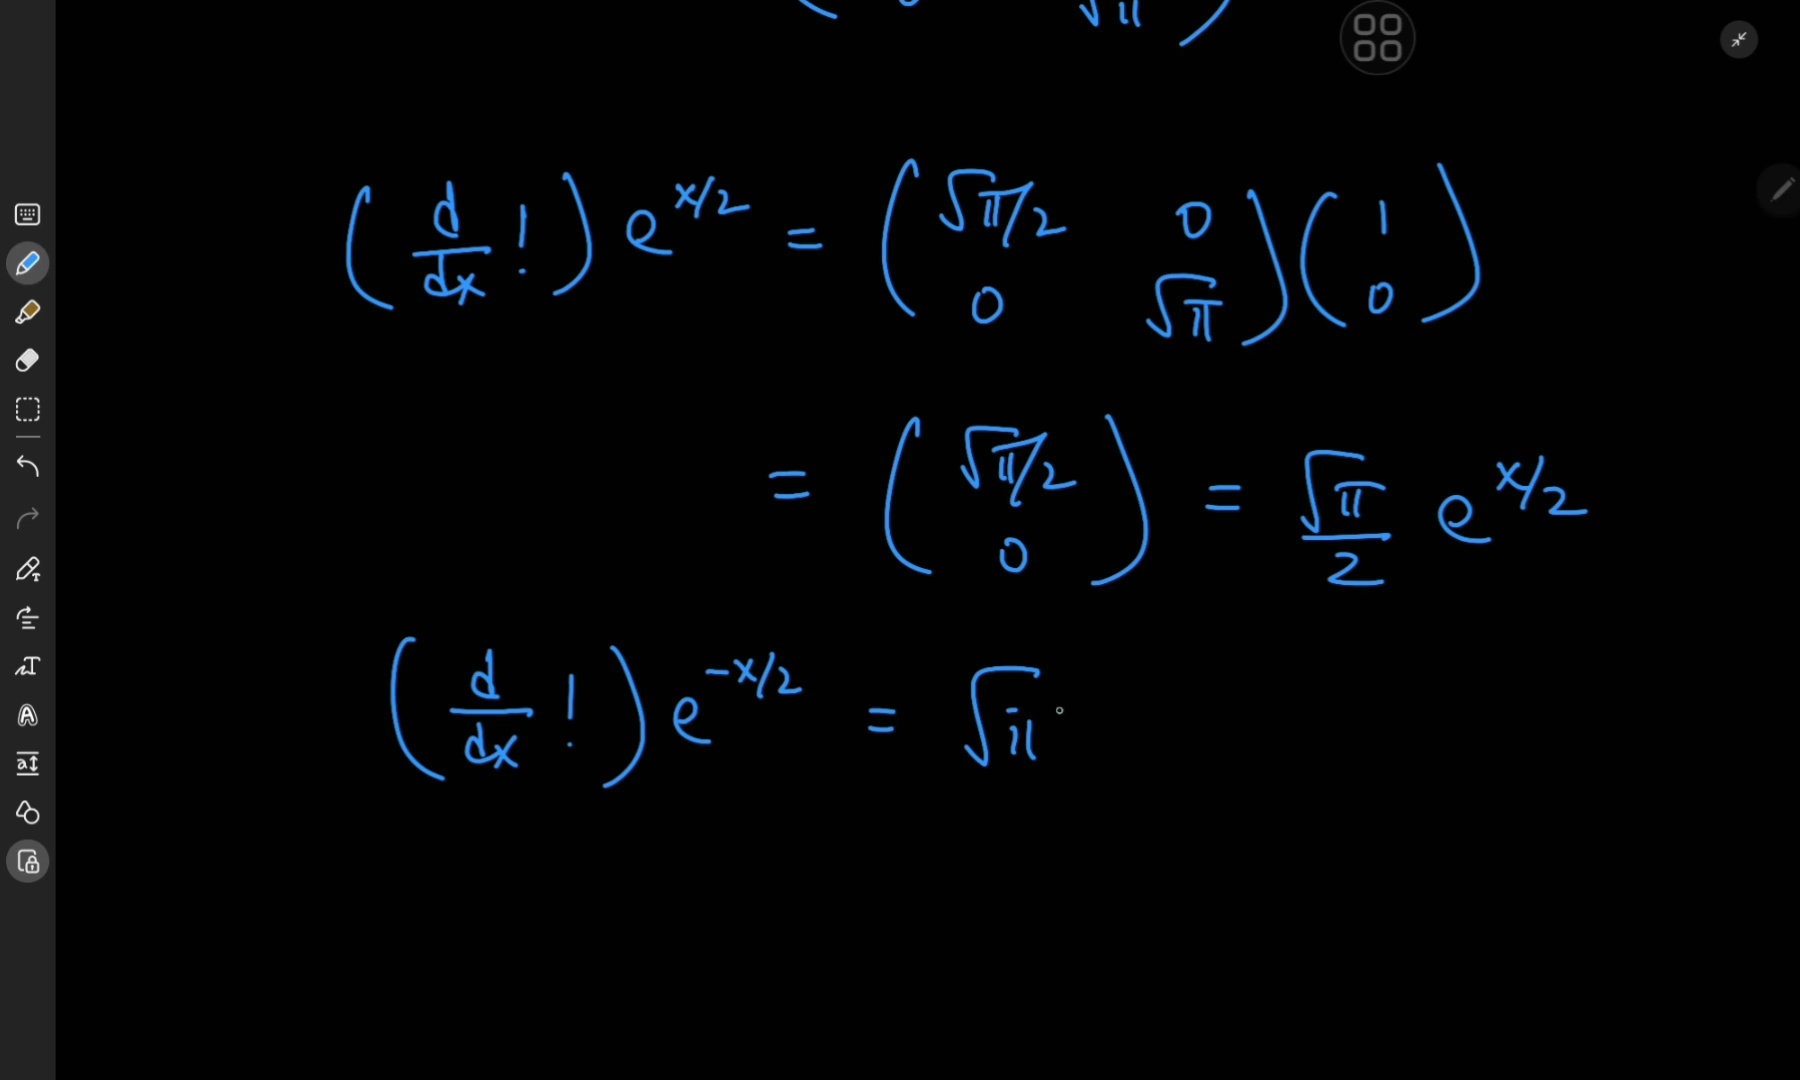 √π
(d/dx !) e^(x/2) = (√π/2 0 0 √π)(1 0)
= (√π/2 0) = √π/2 e^(x/2)
(d/dx !) e^(-x/2) = √π